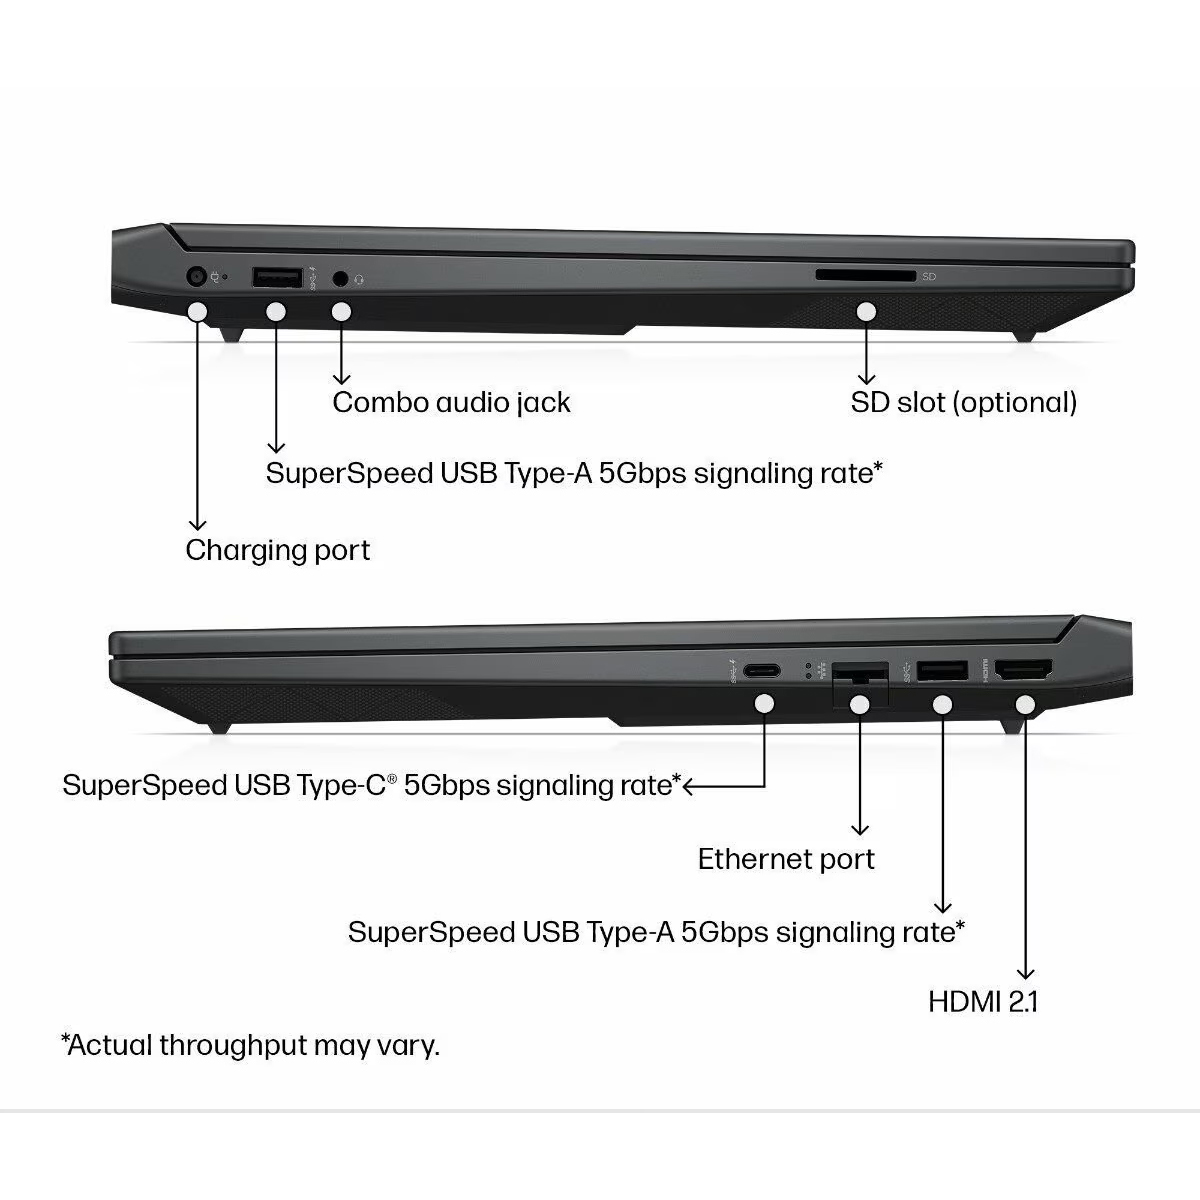 SD
Combo audio jack
SD slot (optional)
SuperSpeed USB Type-A 5Gbps signaling rate*
Charging port
HDMI
SuperSpeed USB Type-C® 5Gbps signaling rate*
Ethernet port
SuperSpeed USB Type-A 5Gbps signaling rate*
HDMI 2.1
*Actual throughput may vary.